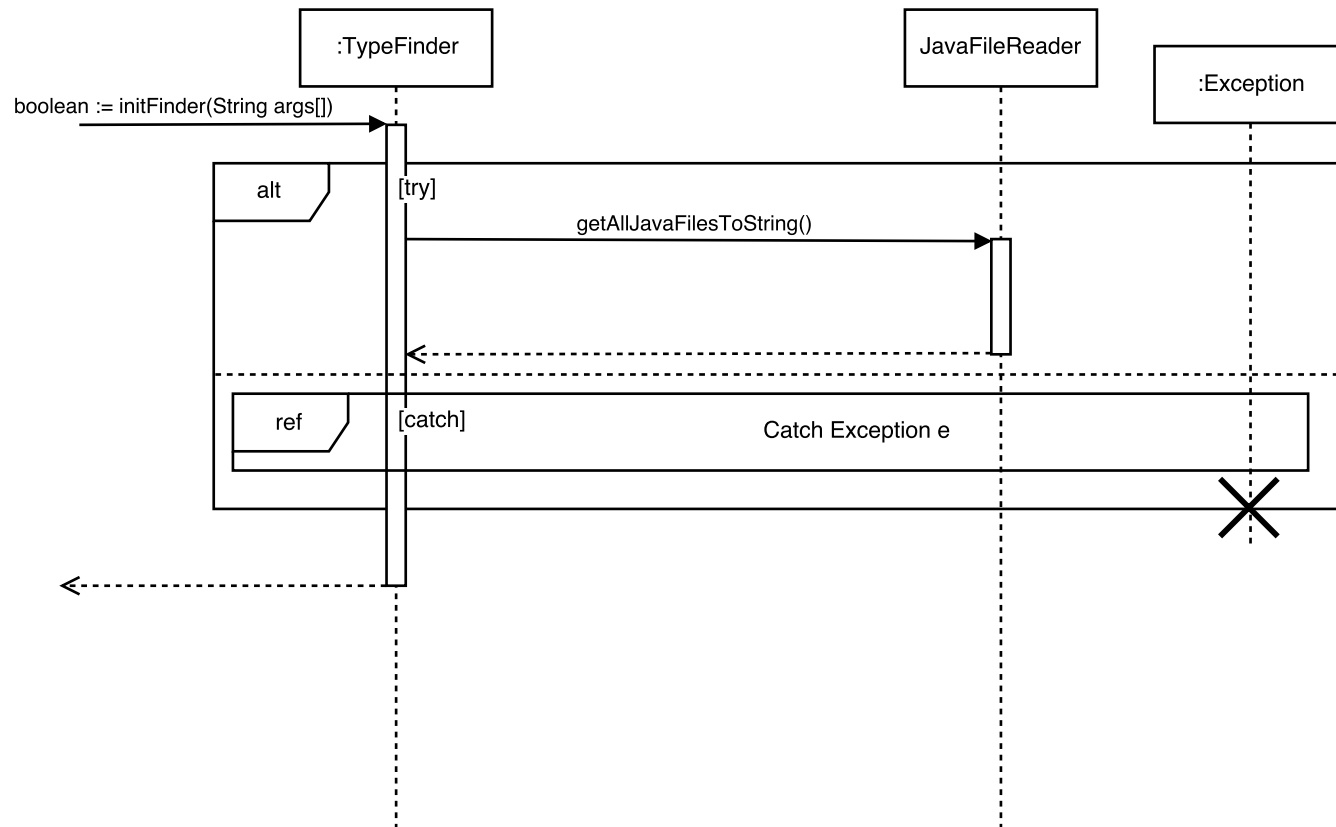 :TypeFinder
JavaFileReader
:Exception
boolean := initFinder(String args[])
alt
[try]
getAllJavaFilesToString()
ref
[catch]
Catch Exception e